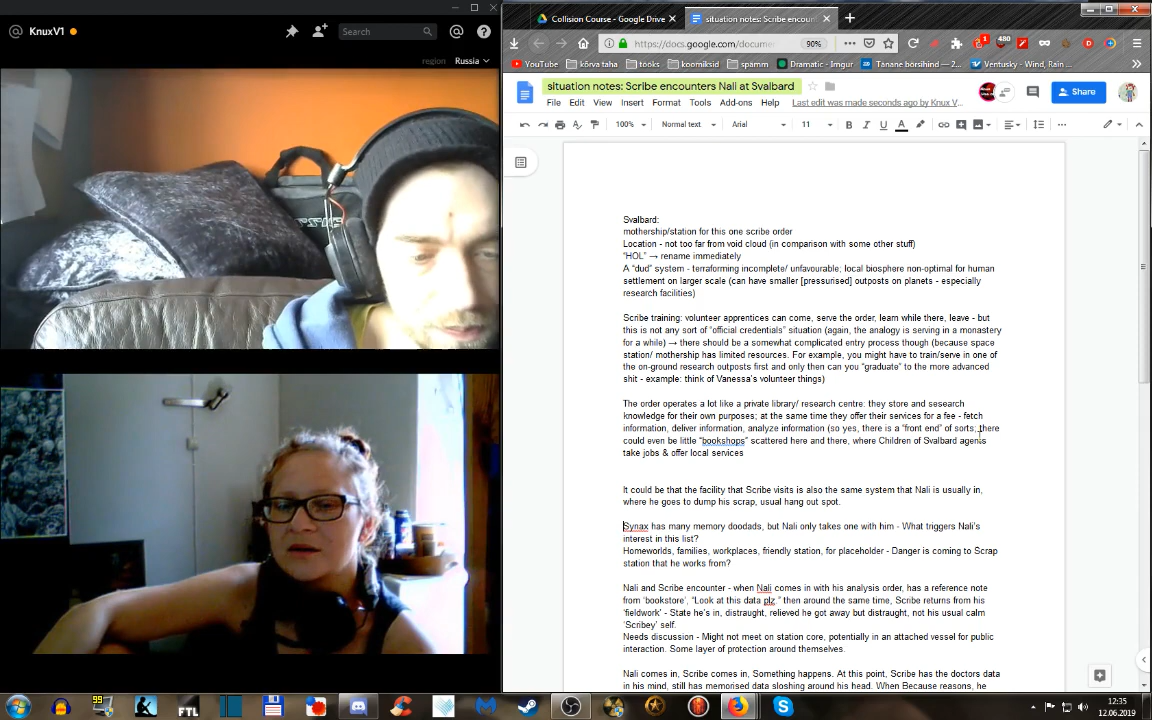 KnuxV1
Search
region Russia
Collision Course - Google Drive
situation notes: Scribe encount
https://docs.google.com/documen
90%
1
480
YouTube
kõrva taha
tööks
koomiksid
spämm
Dramatic - Imgur
Tänane börsihind — 2...
Ventusky - Wind, Rain ...
situation notes: Scribe encounters Nali at Svalbard
File Edit View Insert Format Tools Add-ons Help Last edit was made seconds ago by Knux V...
Share
100% Normal text Arial 11 B I U A
Svalbard:
mothership/station for this one scribe order
Location - not too far from void cloud (in comparison with some other stuff)
"HOL" → rename immediately
A "dud" system - terraforming incomplete/ unfavourable; local biosphere non-optimal for human
settlement on larger scale (can have smaller [pressurised] outposts on planets - especially
research facilities)
Scribe training: volunteer apprentices can come, serve the order, learn while there, leave - but
this is not any sort of "official credentials" situation (again, the analogy is serving in a monastery
for a while) → there should be a somewhat complicated entry process though (because space
station/ mothership has limited resources. For example, you might have to train/serve in one of
the on-ground research outposts first and only then can you "graduate" to the more advanced
shit - example: think of Vanessa's volunteer things)
The order operates a lot like a private library/ research centre: they store and sesearch
knowledge for their own purposes; at the same time they offer their services for a fee - fetch
information, deliver information, analyze information (so yes, there is a "front end" of sorts; there
could even be little "bookshops" scattered here and there, where Children of Svalbard agents
take jobs & offer local services
It could be that the facility that Scribe visits is also the same system that Nali is usually in,
where he goes to dump his scrap, usual hang out spot.
Synax has many memory doodads, but Nali only takes one with him - What triggers Nali's
interest in this list?
Homeworlds, families, workplaces, friendly station, for placeholder - Danger is coming to Scrap
station that he works from?
Nali and Scribe encounter - when Nali comes in with his analysis order, has a reference note
from 'bookstore', "Look at this data plz." then around the same time, Scribe returns from his
'fieldwork' - State he's in, distraught, relieved he got away but distraught, not his usual calm
'Scribey' self.
Needs discussion - Might not meet on station core, potentially in an attached vessel for public
interaction. Some layer of protection around themselves.
Nali comes in, Scribe comes in, Something happens. At this point, Scribe has the doctors data
in his mind, still has memorised data sloshing around his head. When Because reasons, he
99
FTL
12:35
12.06.2019